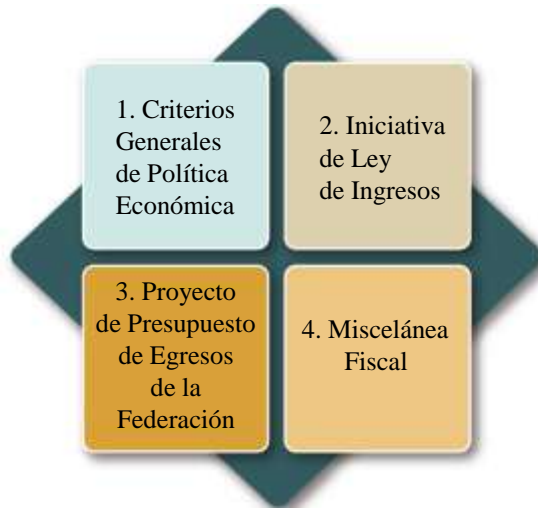 1. Criterios
Generales
de Política
Económica
2. Iniciativa
de Ley
de Ingresos
3. Proyecto
de Presupuesto
de Egresos
de la
Federación
4. Miscelánea
Fiscal